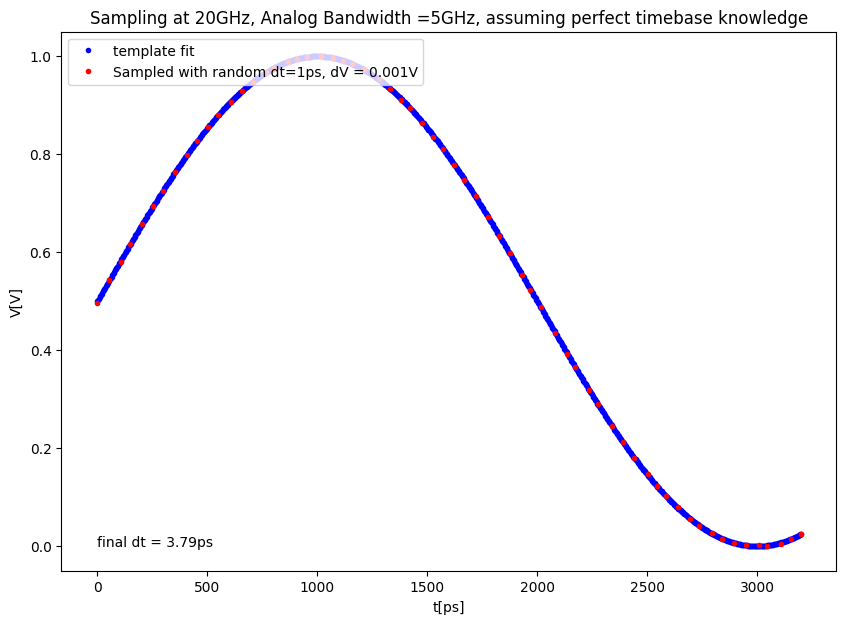 Sampling at 20GHz, Analog Bandwidth =5GHz, assuming perfect timebase knowledge
template fit
Sampled with random dt=1ps, dV = 0.001V
1.0
0.8
0.6
0.4
0.2
0.0
V[V]
final dt = 3.79ps
0
500
1000
1500
2000
2500
3000
t[ps]